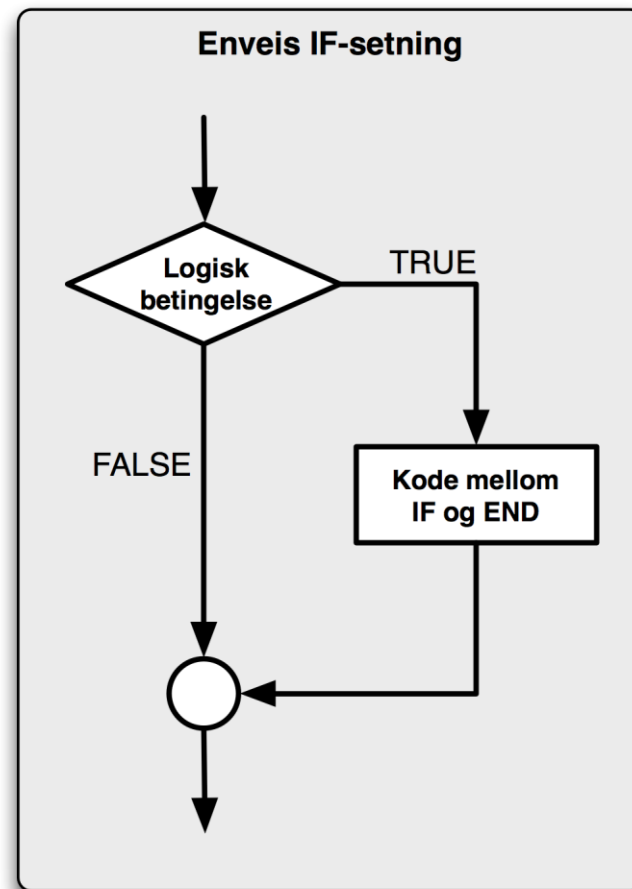 Enveis IF-setning
Logisk
betingelse
TRUE
FALSE
Kode mellom
IF og END